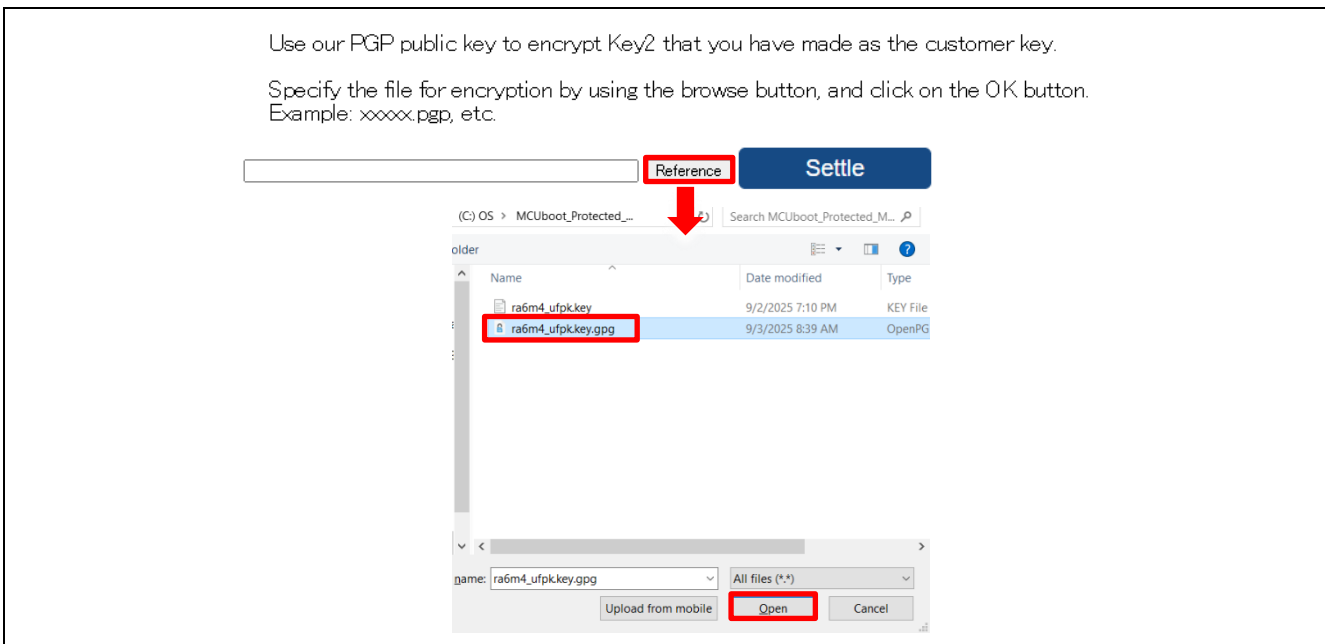 Use our PGP public key to encrypt Key2 that you have made as the customer key.
Specify the file for encryption by using the browse button, and click on the OK button.
Example: xxxxx.pgp, etc.
Reference Settle
(C:) OS > MCUboot_Protected_... Search MCUboot_Protected_M...
older
Name Date modified Type
ra6m4_ufpk.key 9/2/2025 7:10 PM KEY File
ra6m4_ufpk.key.gpg 9/3/2025 8:39 AM OpenPG
name: ra6m4_ufpk.key.gpg All files (*.*)
Upload from mobile Open Cancel